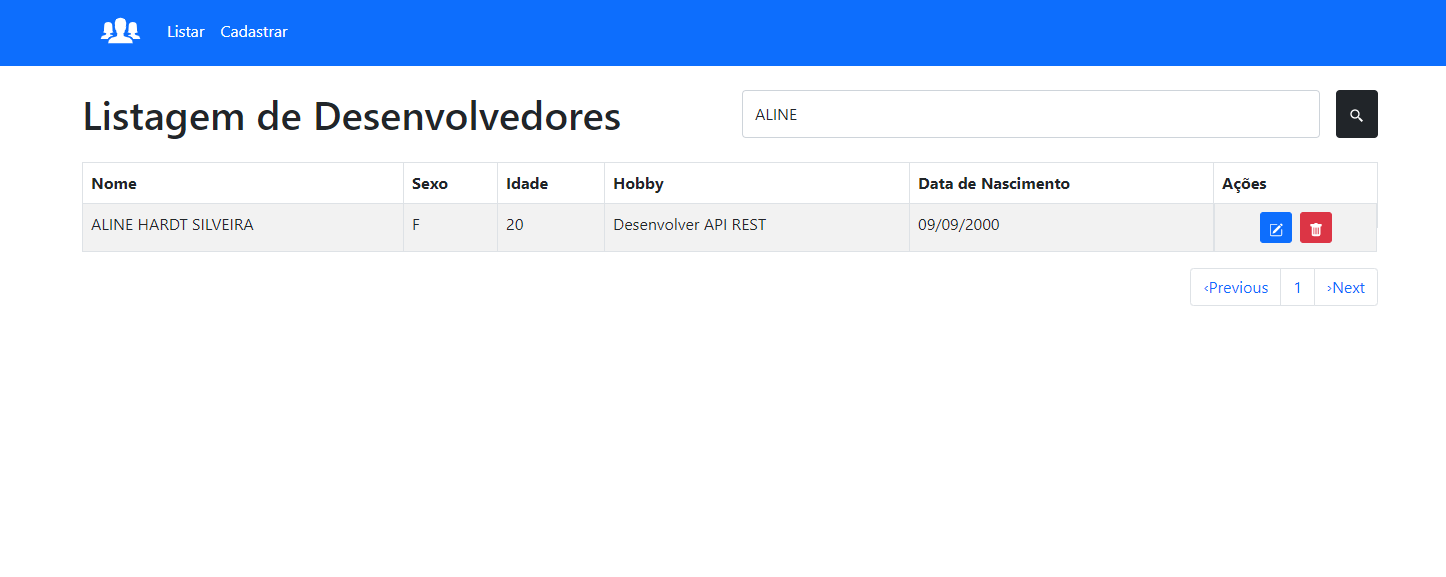 Listar Cadastrar
Listagem de Desenvolvedores
ALINE
Nome Sexo Idade Hobby Data de Nascimento Ações
ALINE HARDT SILVEIRA F 20 Desenvolver API REST 09/09/2000
‹Previous 1 ›Next